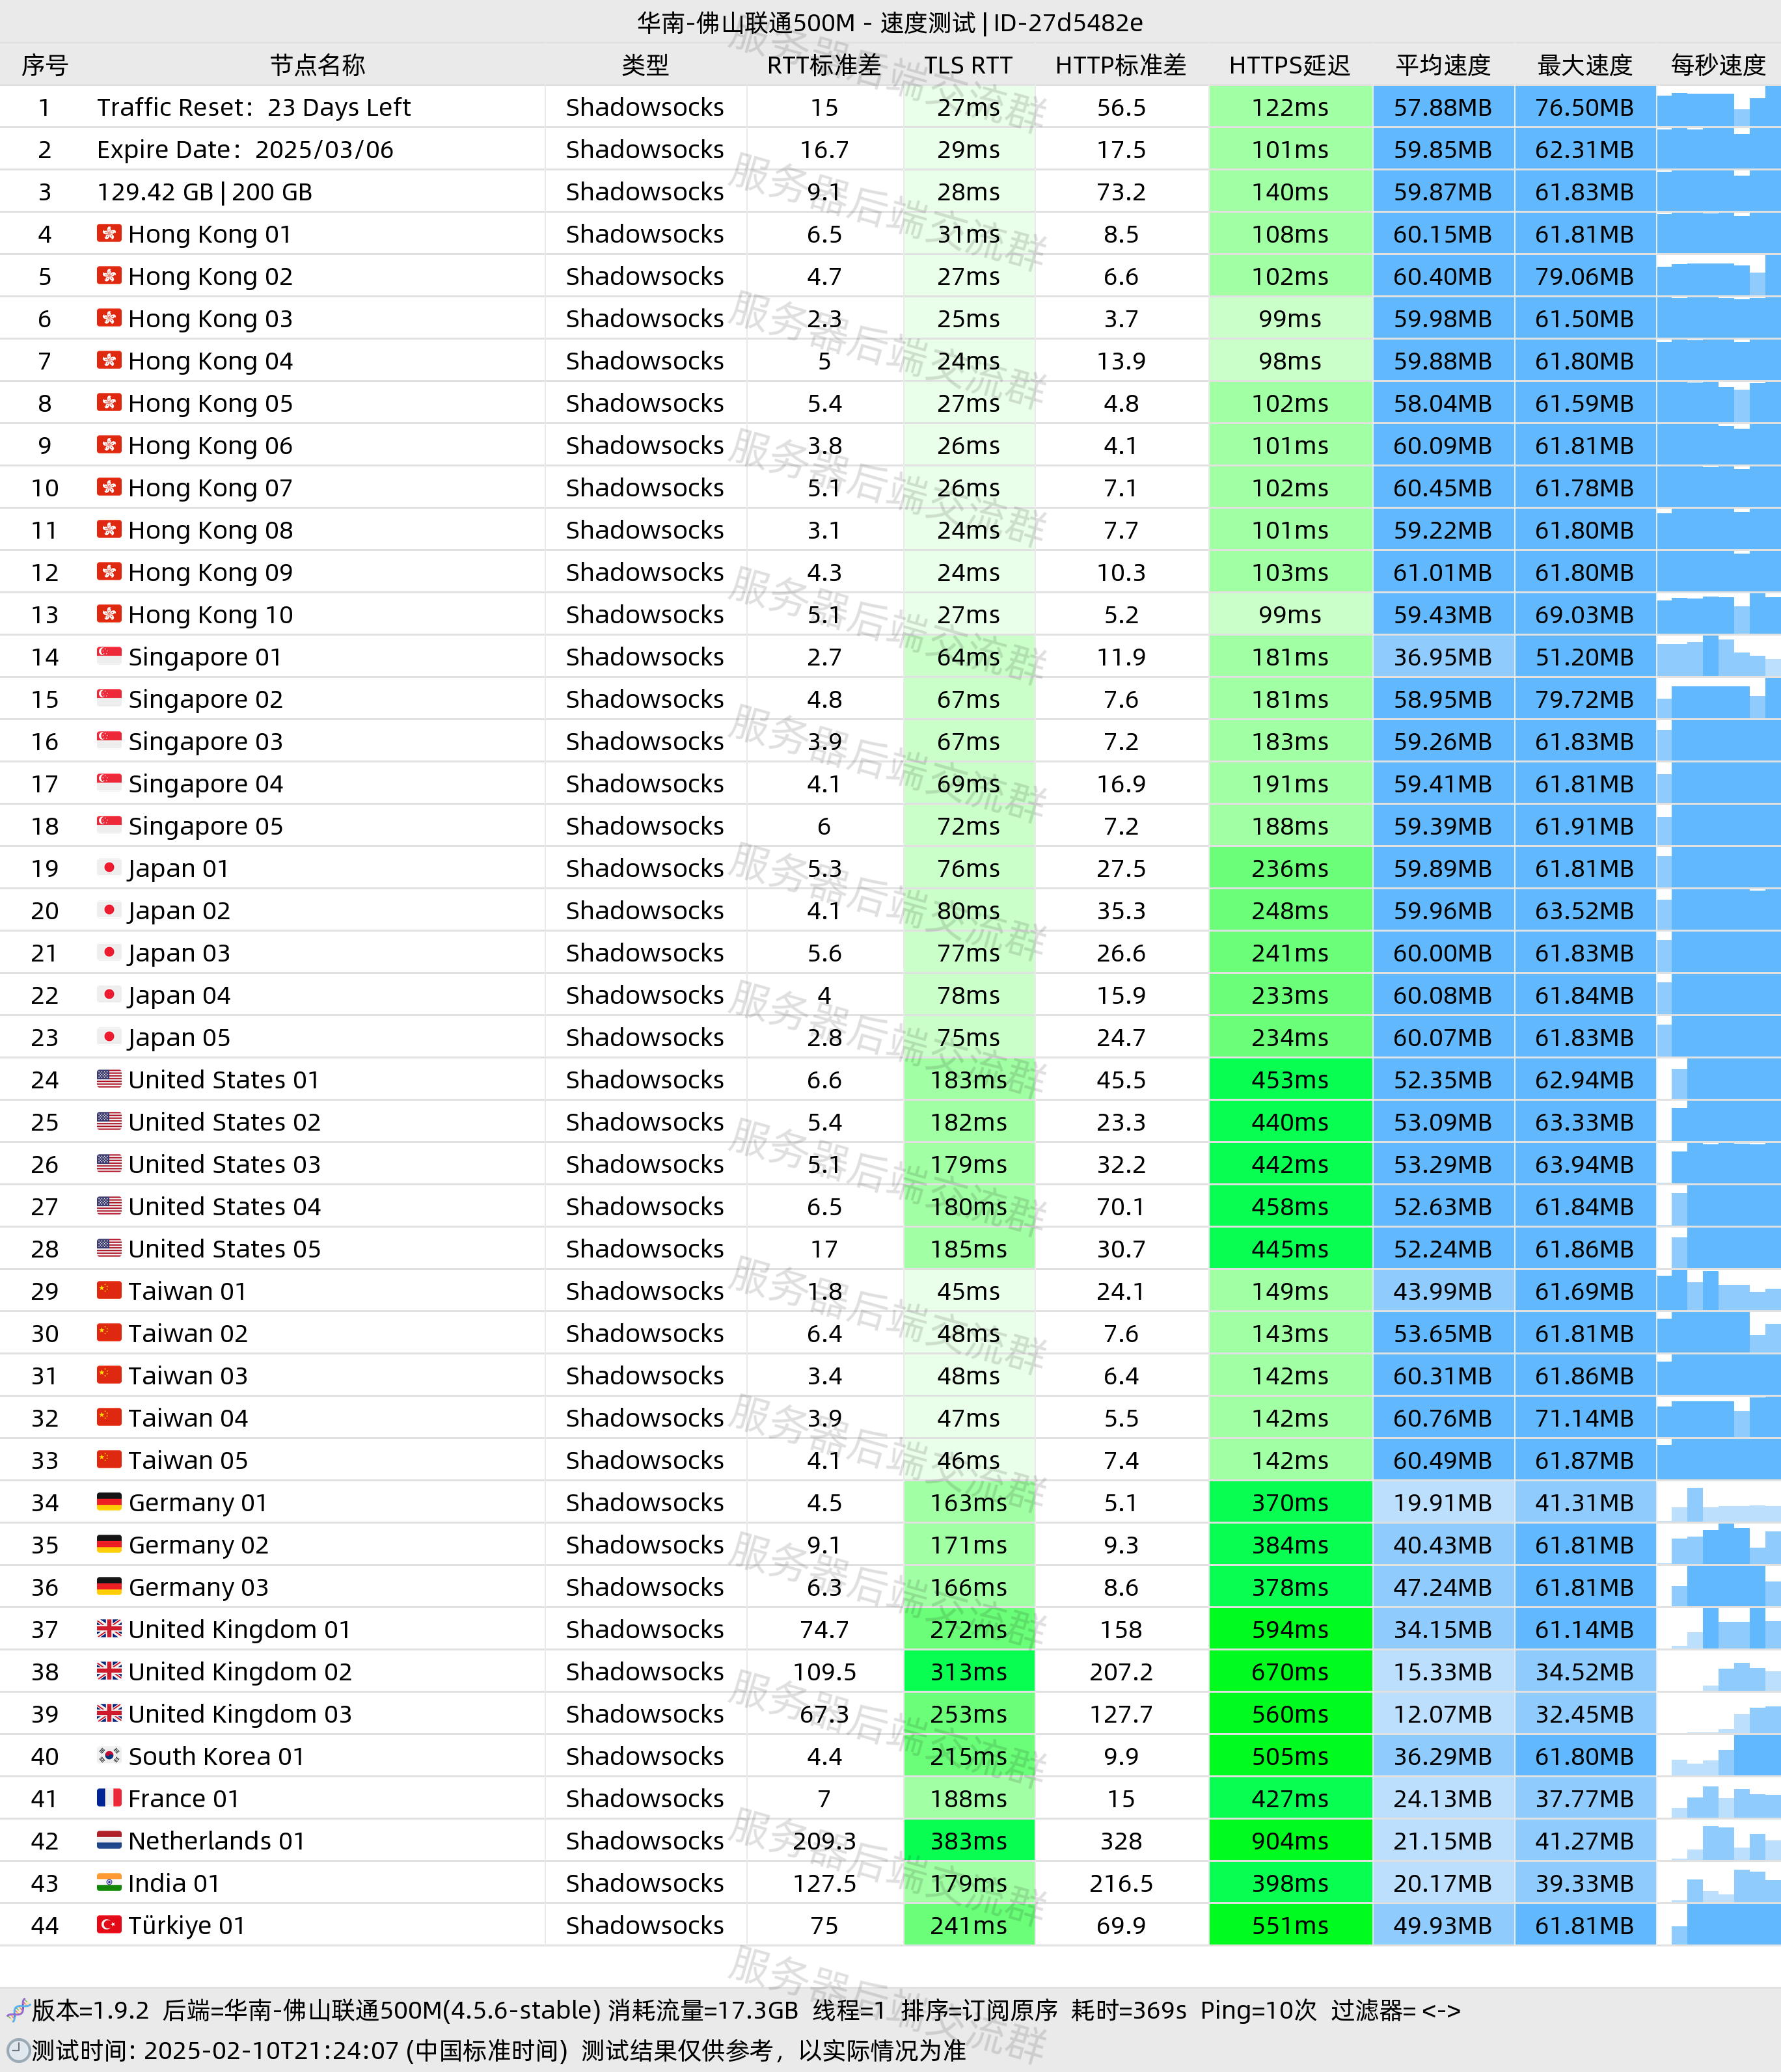 华南-佛山联通500M - 速度测试 | ID-27d5482e
序号 节点名称 类型 RTT标准差 TLS RTT HTTP标准差 HTTPS延迟 平均速度 最大速度 每秒速度
1 Traffic Reset：23 Days Left Shadowsocks 15 27ms 56.5 122ms 57.88MB 76.50MB
2 Expire Date：2025/03/06 Shadowsocks 16.7 29ms 17.5 101ms 59.85MB 62.31MB
3 129.42 GB | 200 GB Shadowsocks 9.1 28ms 73.2 140ms 59.87MB 61.83MB
4 Hong Kong 01 Shadowsocks 6.5 31ms 8.5 108ms 60.15MB 61.81MB
5 Hong Kong 02 Shadowsocks 4.7 27ms 6.6 102ms 60.40MB 79.06MB
6 Hong Kong 03 Shadowsocks 2.3 25ms 3.7 99ms 59.98MB 61.50MB
7 Hong Kong 04 Shadowsocks 5 24ms 13.9 98ms 59.88MB 61.80MB
8 Hong Kong 05 Shadowsocks 5.4 27ms 4.8 102ms 58.04MB 61.59MB
9 Hong Kong 06 Shadowsocks 3.8 26ms 4.1 101ms 60.09MB 61.81MB
10 Hong Kong 07 Shadowsocks 5.1 26ms 7.1 102ms 60.45MB 61.78MB
11 Hong Kong 08 Shadowsocks 3.1 24ms 7.7 101ms 59.22MB 61.80MB
12 Hong Kong 09 Shadowsocks 4.3 24ms 10.3 103ms 61.01MB 61.80MB
13 Hong Kong 10 Shadowsocks 5.1 27ms 5.2 99ms 59.43MB 69.03MB
14 Singapore 01 Shadowsocks 2.7 64ms 11.9 181ms 36.95MB 51.20MB
15 Singapore 02 Shadowsocks 4.8 67ms 7.6 181ms 58.95MB 79.72MB
16 Singapore 03 Shadowsocks 3.9 67ms 7.2 183ms 59.26MB 61.83MB
17 Singapore 04 Shadowsocks 4.1 69ms 16.9 191ms 59.41MB 61.81MB
18 Singapore 05 Shadowsocks 6 72ms 7.2 188ms 59.39MB 61.91MB
19 Japan 01 Shadowsocks 5.3 76ms 27.5 236ms 59.89MB 61.81MB
20 Japan 02 Shadowsocks 4.1 80ms 35.3 248ms 59.96MB 63.52MB
21 Japan 03 Shadowsocks 5.6 77ms 26.6 241ms 60.00MB 61.83MB
22 Japan 04 Shadowsocks 4 78ms 15.9 233ms 60.08MB 61.84MB
23 Japan 05 Shadowsocks 2.8 75ms 24.7 234ms 60.07MB 61.83MB
24 United States 01 Shadowsocks 6.6 183ms 45.5 453ms 52.35MB 62.94MB
25 United States 02 Shadowsocks 5.4 182ms 23.3 440ms 53.09MB 63.33MB
26 United States 03 Shadowsocks 5.1 179ms 32.2 442ms 53.29MB 63.94MB
27 United States 04 Shadowsocks 6.5 180ms 70.1 458ms 52.63MB 61.84MB
28 United States 05 Shadowsocks 17 185ms 30.7 445ms 52.24MB 61.86MB
29 Taiwan 01 Shadowsocks 1.8 45ms 24.1 149ms 43.99MB 61.69MB
30 Taiwan 02 Shadowsocks 6.4 48ms 7.6 143ms 53.65MB 61.81MB
31 Taiwan 03 Shadowsocks 3.4 48ms 6.4 142ms 60.31MB 61.86MB
32 Taiwan 04 Shadowsocks 3.9 47ms 5.5 142ms 60.76MB 71.14MB
33 Taiwan 05 Shadowsocks 4.1 46ms 7.4 142ms 60.49MB 61.87MB
34 Germany 01 Shadowsocks 4.5 163ms 5.1 370ms 19.91MB 41.31MB
35 Germany 02 Shadowsocks 9.1 171ms 9.3 384ms 40.43MB 61.81MB
36 Germany 03 Shadowsocks 6.3 166ms 8.6 378ms 47.24MB 61.81MB
37 United Kingdom 01 Shadowsocks 74.7 272ms 158 594ms 34.15MB 61.14MB
38 United Kingdom 02 Shadowsocks 109.5 313ms 207.2 670ms 15.33MB 34.52MB
39 United Kingdom 03 Shadowsocks 67.3 253ms 127.7 560ms 12.07MB 32.45MB
40 South Korea 01 Shadowsocks 4.4 215ms 9.9 505ms 36.29MB 61.80MB
41 France 01 Shadowsocks 7 188ms 15 427ms 24.13MB 37.77MB
42 Netherlands 01 Shadowsocks 209.3 383ms 328 904ms 21.15MB 41.27MB
43 India 01 Shadowsocks 127.5 179ms 216.5 398ms 20.17MB 39.33MB
44 Türkiye 01 Shadowsocks 75 241ms 69.9 551ms 49.93MB 61.81MB
版本=1.9.2 后端=华南-佛山联通500M(4.5.6-stable) 消耗流量=17.3GB 线程=1 排序=订阅原序 耗时=369s Ping=10次 过滤器= <->
测试时间: 2025-02-10T21:24:07 (中国标准时间) 测试结果仅供参考，以实际情况为准
服务器后端交流群